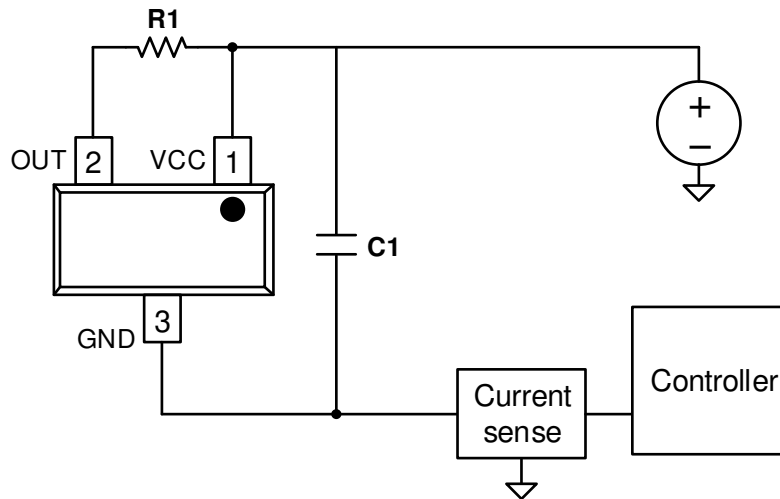 R1
+
−
OUT 2 VCC 1
C1
3
GND
Current
sense
Controller